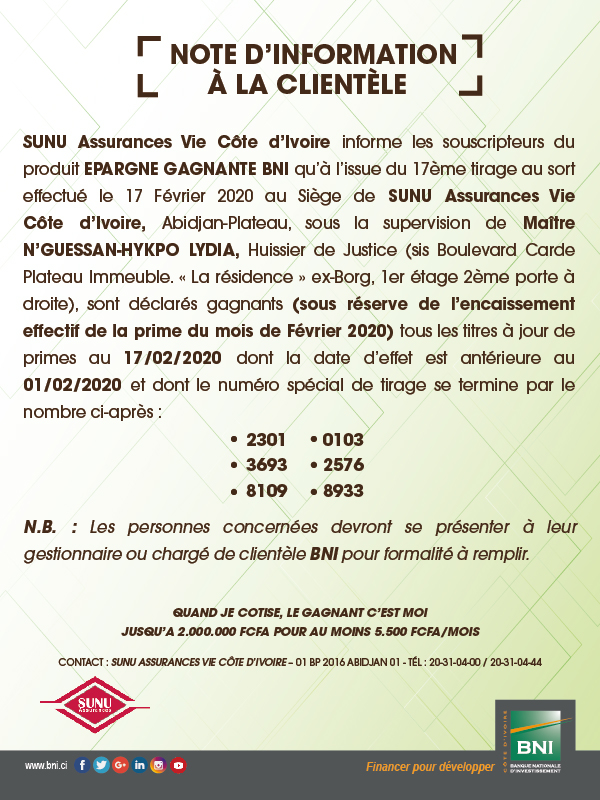 NOTE D’INFORMATION
À LA CLIENTÈLE
SUNU Assurances Vie Côte d’Ivoire informe les souscripteurs du
produit EPARGNE GAGNANTE BNI qu’à l’issue du 17ème tirage au sort
effectué le 17 Février 2020 au Siège de SUNU Assurances Vie
Côte d’Ivoire, Abidjan-Plateau, sous la supervision de Maître
N’GUESSAN-HYKPO LYDIA, Huissier de Justice (sis Boulevard Carde
Plateau Immeuble. « La résidence » ex-Borg, 1er étage 2ème porte à
droite), sont déclarés gagnants (sous réserve de l’encaissement
effectif de la prime du mois de Février 2020) tous les titres à jour de
primes au 17/02/2020 dont la date d’effet est antérieure au
01/02/2020 et dont le numéro spécial de tirage se termine par le
nombre ci-après :
• 2301 • 0103
• 3693 • 2576
• 8109 • 8933
N.B. : Les personnes concernées devront se présenter à leur
gestionnaire ou chargé de clientèle BNI pour formalité à remplir.
QUAND JE COTISE, LE GAGNANT C’EST MOI
JUSQU’A 2.000.000 FCFA POUR AU MOINS 5.500 FCFA/MOIS
CONTACT : SUNU ASSURANCES VIE CÔTE D’IVOIRE – 01 BP 2016 ABIDJAN 01 - TÉL : 20-31-04-00 / 20-31-04-44
SUNU
Assurances
CÔTE D’IVOIRE
BNI
BANQUE NATIONALE
D’INVESTISSEMENT
www.bni.ci
Financer pour développer